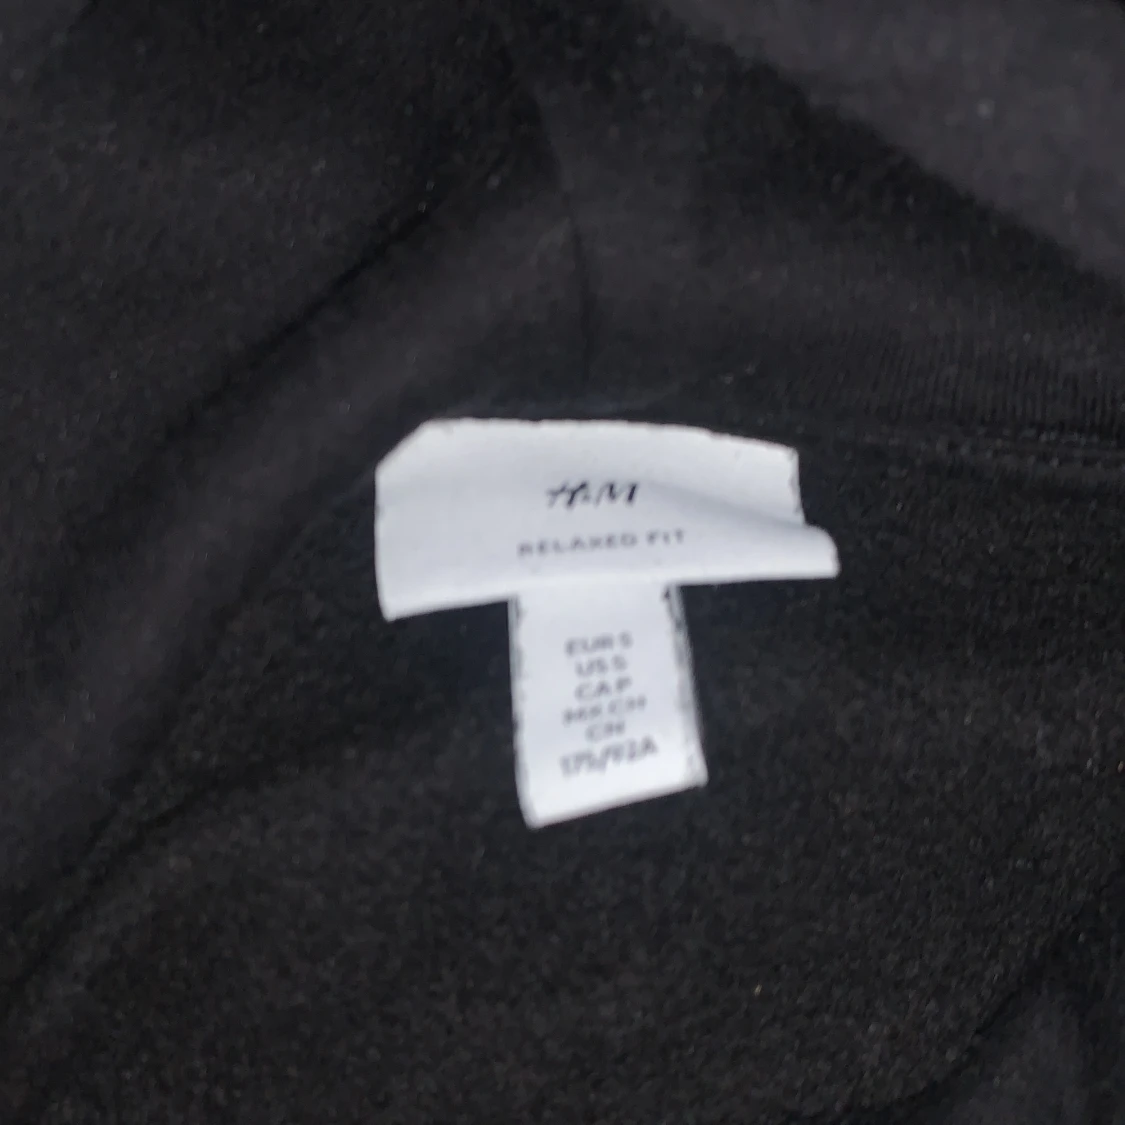 H&M
RELAXED FIT
EUR S
US S
CA P
MX CH
CN
175/92A